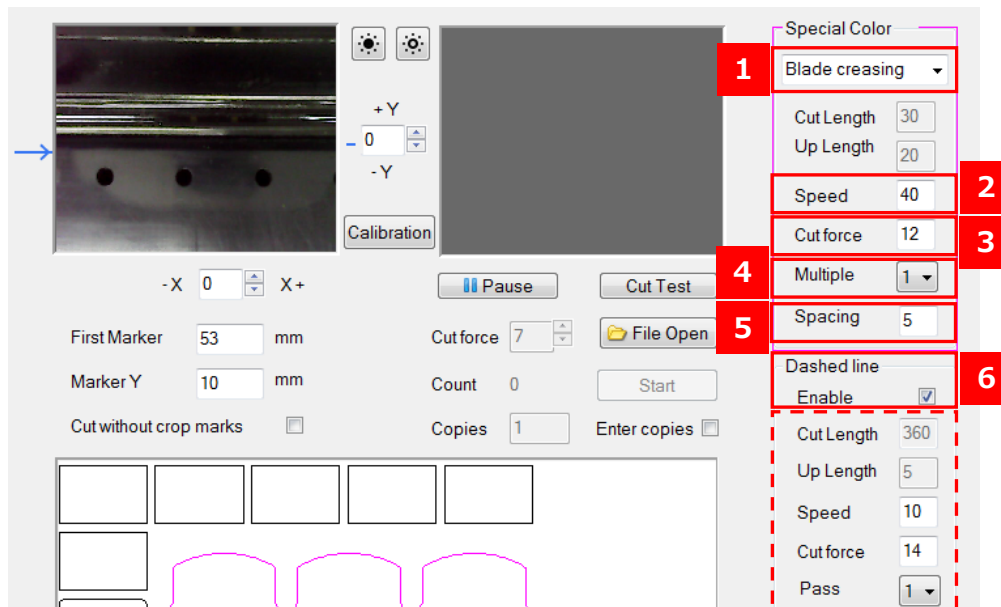 Special Color
1
Blade creasing
+ Y
0
- Y
Calibration
Cut Length 30
Up Length 20
2
Speed 40
3
Cut force 12
4
Multiple 1
5
Spacing 5
- X 0 X +
Pause
Cut Test
First Marker 53 mm
Cut force 7
File Open
Marker Y 10 mm
Count 0
Start
Cut without crop marks
Copies 1
Enter copies
Dashed line
6
Enable
Cut Length 360
Up Length 5
Speed 10
Cut force 14
Pass 1